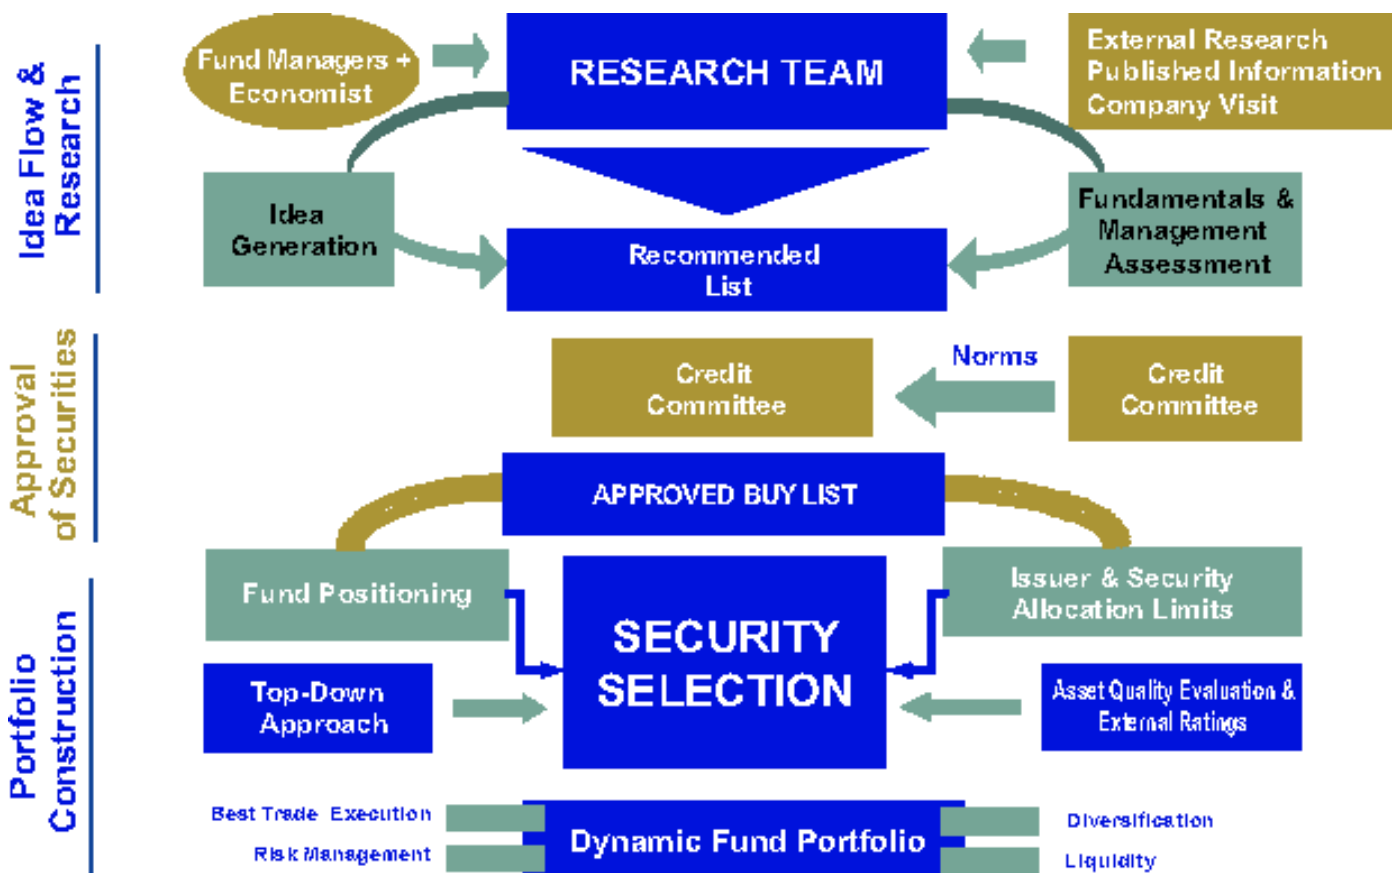 Idea Flow &
Research
Fund Managers +
Economist
RESEARCH TEAM
External Research
Published Information
Company Visit
Idea
Generation
Recommended
List
Fundamentals &
Management
Assessment
Approval
of Securities
Credit
Committee
Norms
Credit
Committee
APPROVED BUY LIST
Portfolio
Construction
Fund Positioning
SECURITY
SELECTION
Issuer & Security
Allocation Limits
Top-Down
Approach
Asset Quality Evaluation &
External Ratings
Best Trade Execution
Risk Management
Dynamic Fund Portfolio
Diversification
Liquidity